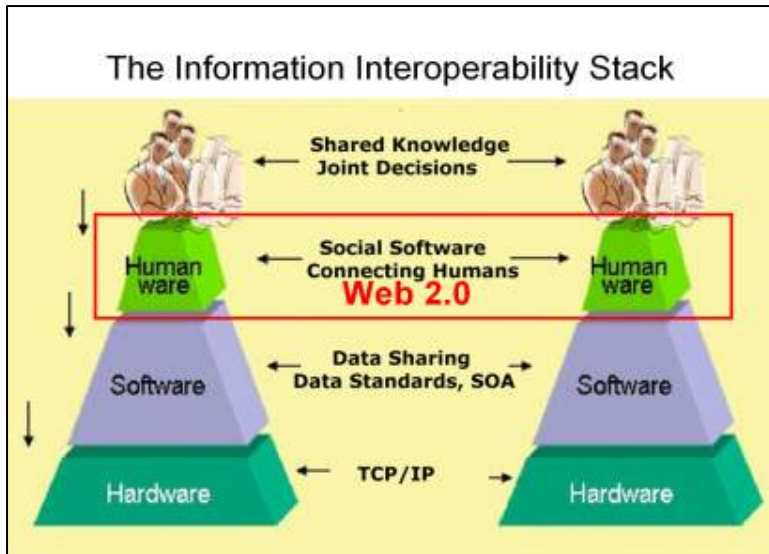 The Information Interoperability Stack
Shared Knowledge
Joint Decisions
Human
ware
Social Software
Connecting Humans
Web 2.0
Human
ware
Software
Data Sharing
Data Standards, SOA
Software
Hardware
TCP/IP
Hardware